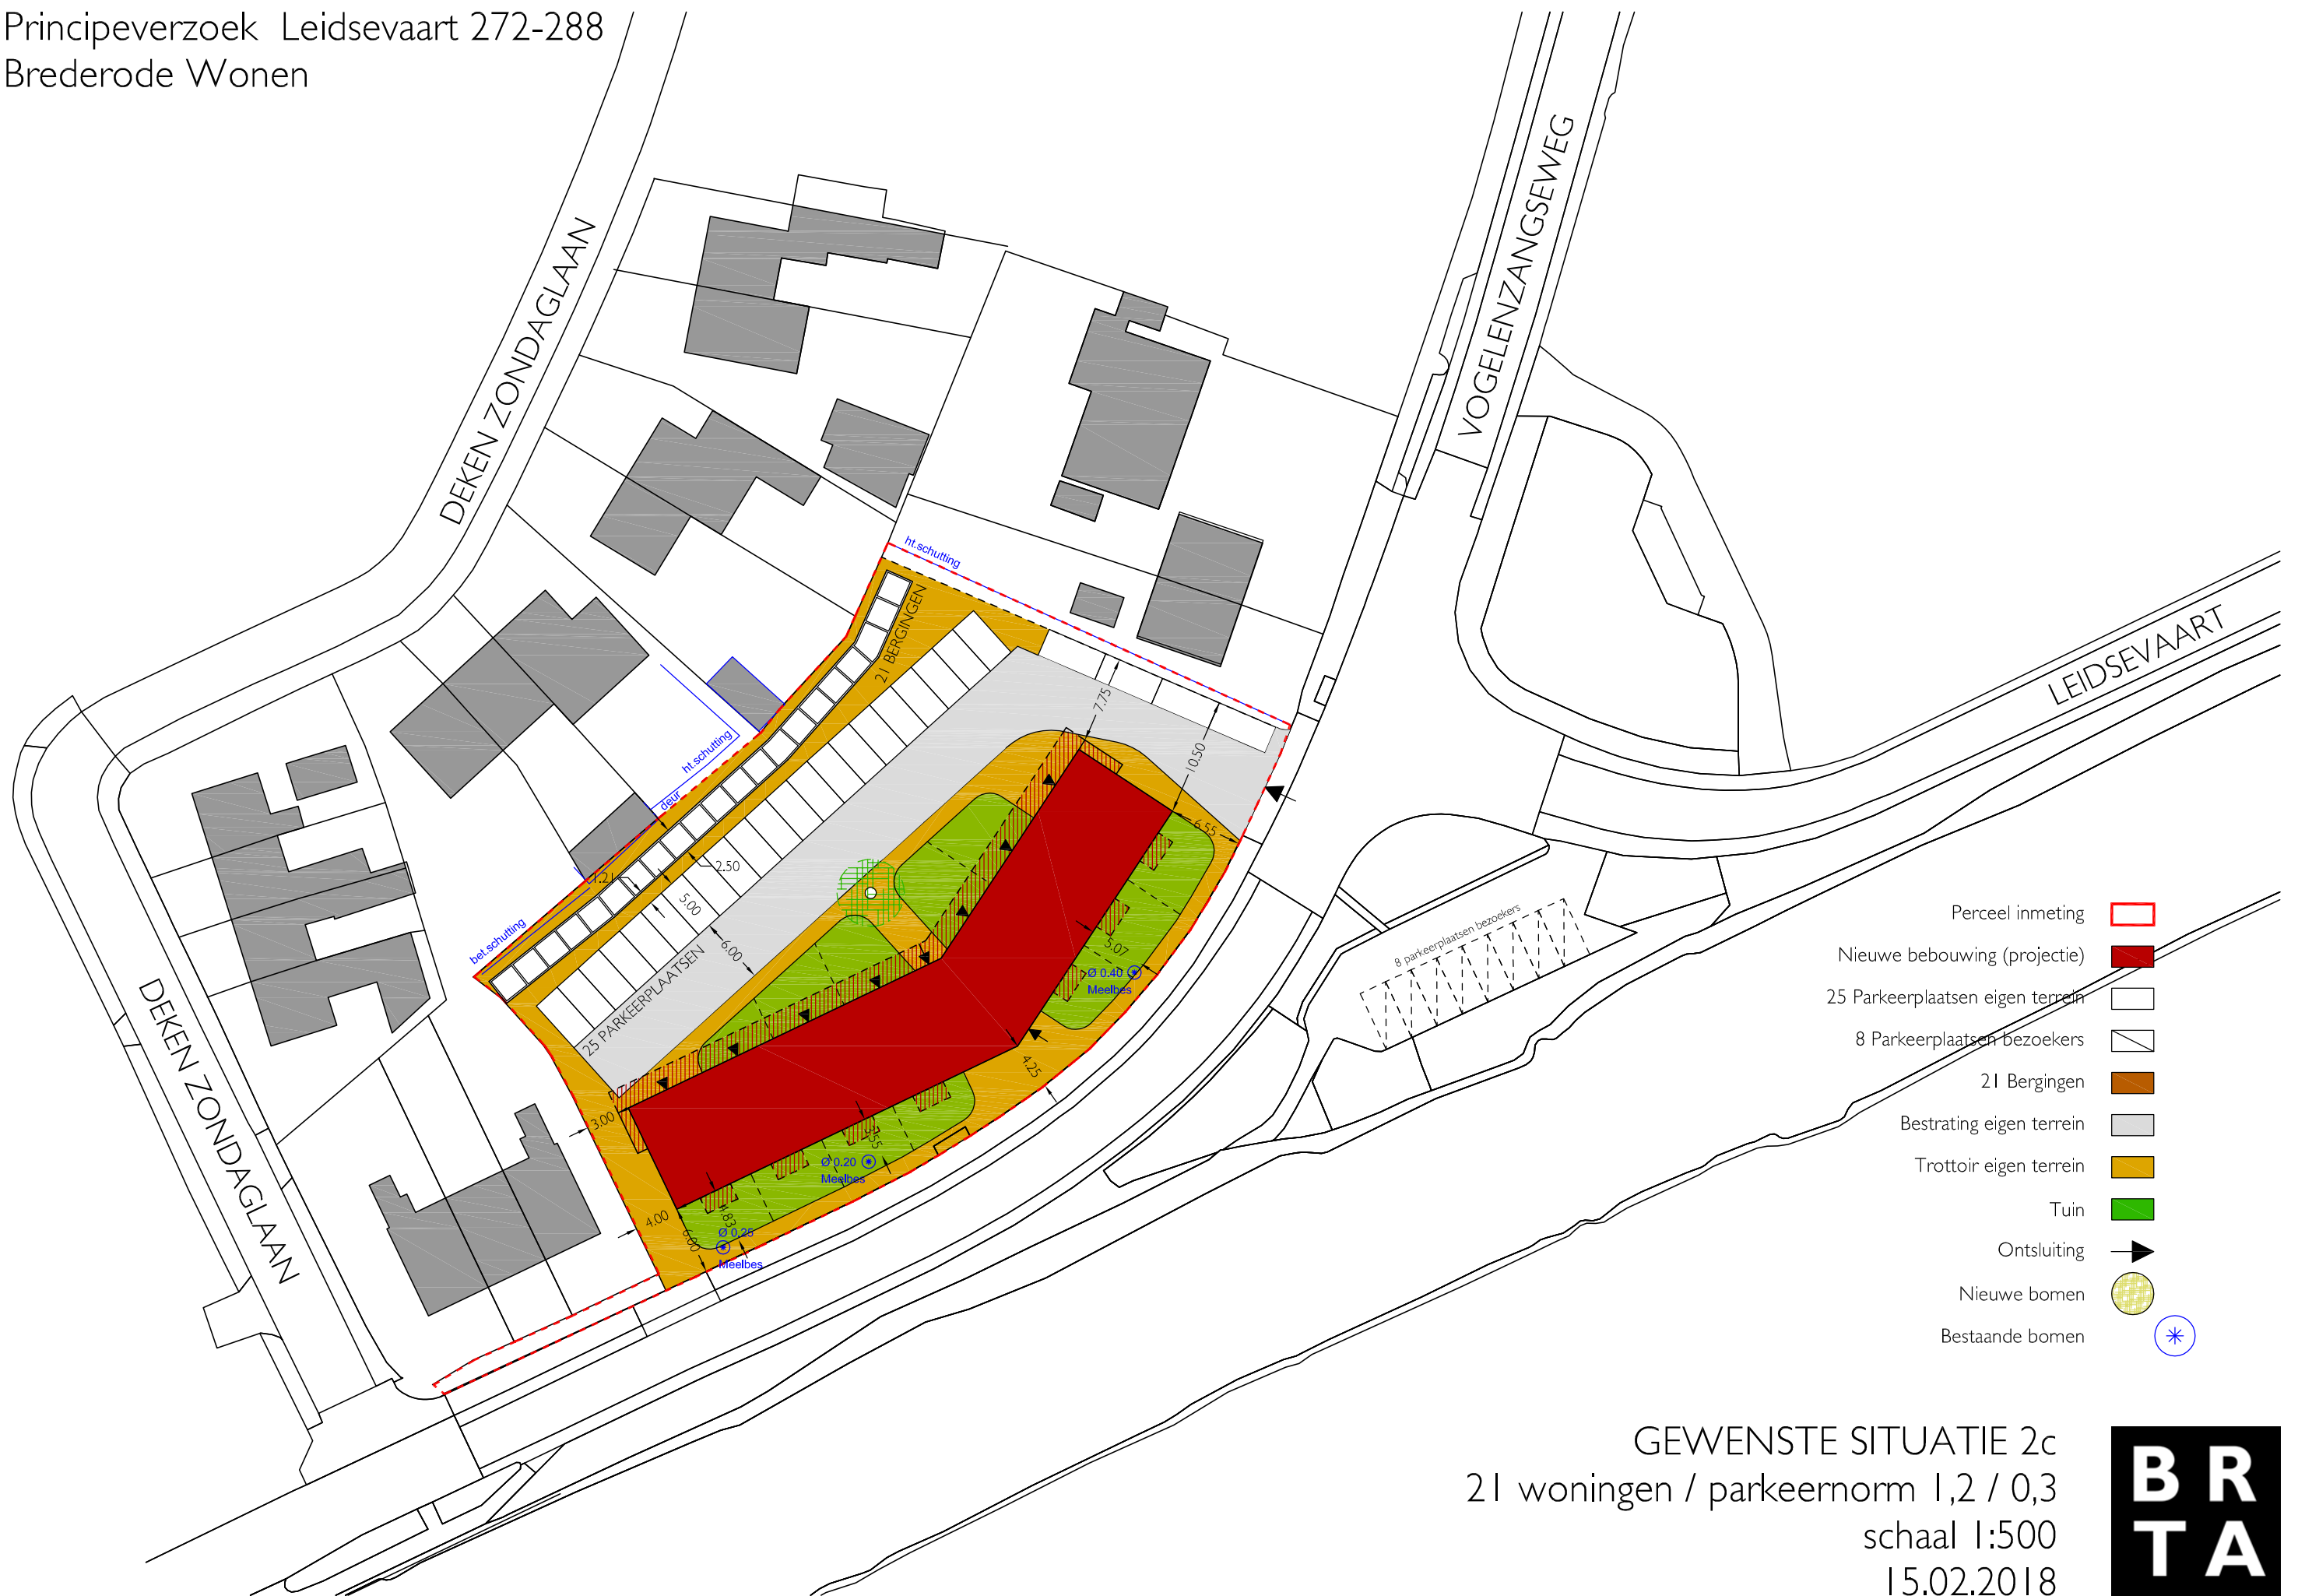 Principeverzoek Leidsevaart 272-288
Brederode Wonen
DEKEN ZONDAGLAAN
VOGELENZANGSEWEG
LEIDSEVAART
DEKEN ZONDAGLAAN
ht.schutting
21 BERGINGEN
7.75
10.50
6.55
ht.schutting
deur
1.21
2.50
5.00
6.00
bet.schutting
25 PARKEERPLAATSEN
5.07
Ø 0.40
Meelbes
4.25
3.00
Ø 0.20
Meelbes
4.00
6.00
Ø 0.25
Meelbes
8 parkeerplaatsen bezoekers
Perceel inmeting
Nieuwe bebouwing (projectie)
25 Parkeerplaatsen eigen terrein
8 Parkeerplaatsen bezoekers
21 Bergingen
Bestrating eigen terrein
Trottoir eigen terrein
Tuin
Ontsluiting
Nieuwe bomen
Bestaande bomen
GEWENSTE SITUATIE 2c
21 woningen / parkeernorm 1,2 / 0,3
schaal 1:500
15.02.2018
B R
T A